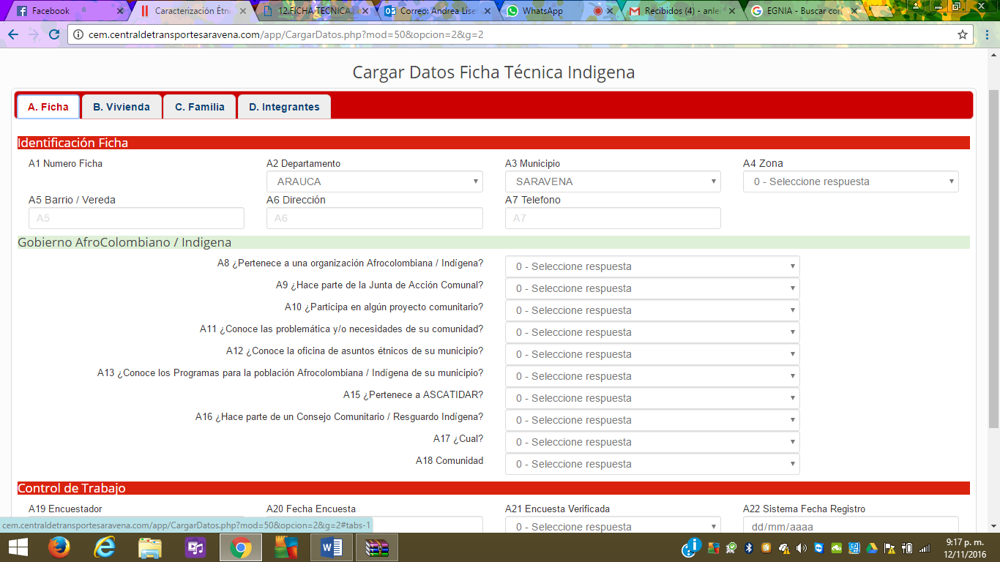 Facebook
Caracterización Étni
12.FICHA TECNICA
Correo: Andrea Liset
WhatsApp
Recibidos (4) - anle
EGNIA - Buscar con
cem.centraldetransportesaravena.com/app/CargarDatos.php?mod=50&opcion=2&g=2
Cargar Datos Ficha Técnica Indigena
A. Ficha
B. Vivienda
C. Familia
D. Integrantes
Identificación Ficha
A1 Numero Ficha
A2 Departamento
A3 Municipio
A4 Zona
ARAUCA
SARAVENA
0 - Seleccione respuesta
A5 Barrio / Vereda
A6 Dirección
A7 Telefono
A5
A6
A7
Gobierno AfroColombiano / Indigena
A8 ¿Pertenece a una organización Afrocolombiana / Indígena?
0 - Seleccione respuesta
A9 ¿Hace parte de la Junta de Acción Comunal?
0 - Seleccione respuesta
A10 ¿Participa en algún proyecto comunitario?
0 - Seleccione respuesta
A11 ¿Conoce las problemática y/o necesidades de su comunidad?
0 - Seleccione respuesta
A12 ¿Conoce la oficina de asuntos étnicos de su municipio?
0 - Seleccione respuesta
A13 ¿Conoce los Programas para la población Afrocolombiana / Indígena de su municipio?
0 - Seleccione respuesta
A15 ¿Pertenece a ASCATIDAR?
0 - Seleccione respuesta
A16 ¿Hace parte de un Consejo Comunitario / Resguardo Indígena?
0 - Seleccione respuesta
A17 ¿Cual?
0 - Seleccione respuesta
A18 Comunidad
0 - Seleccione respuesta
Control de Trabajo
A19 Encuestador
A20 Fecha Encuesta
A21 Encuesta Verificada
A22 Sistema Fecha Registro
0 - Seleccione respuesta
dd/mm/aaaa
cem.centraldetransportesaravena.com/app/CargarDatos.php?mod=50&opcion=2&g=2#tabs-1
9:17 p. m.
12/11/2016